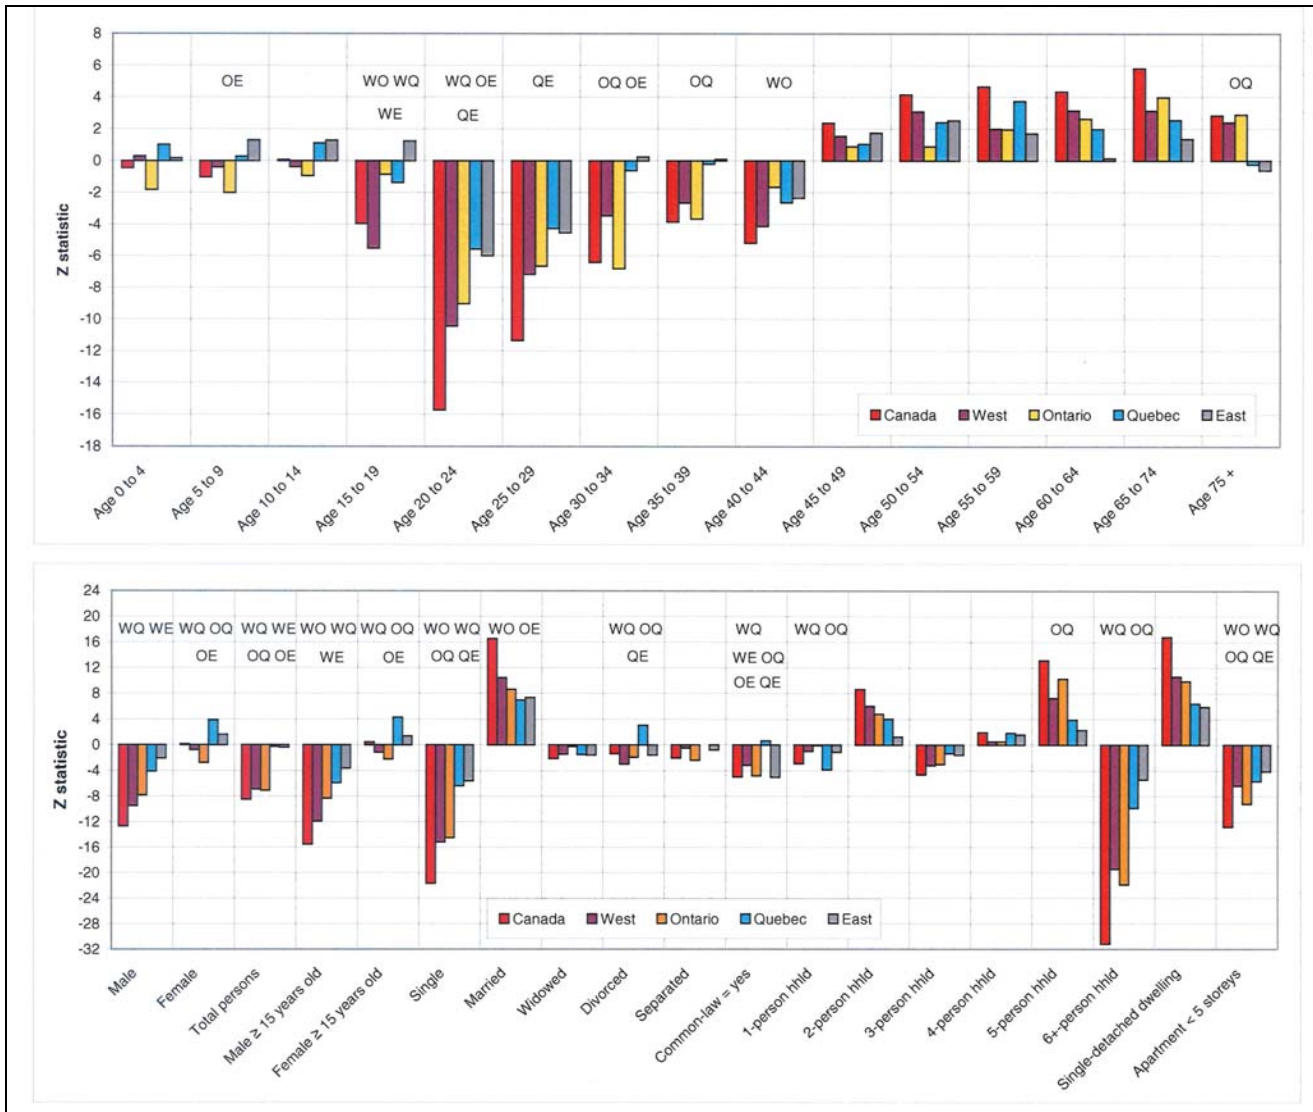 8
6
4
2
0
-2
-4
-6
-8
-10
-12
-14
-16
-18
Z statistic
OE WO WQ WQ OE QE OQ OE OQ WO OQ
WE QE
Canada West Ontario Quebec East
Age 0 to 4
Age 5 to 9
Age 10 to 14
Age 15 to 19
Age 20 to 24
Age 25 to 29
Age 30 to 34
Age 35 to 39
Age 40 to 44
Age 45 to 49
Age 50 to 54
Age 55 to 59
Age 60 to 64
Age 65 to 74
Age 75 +
24
20
16
12
8
4
0
-4
-8
-12
-16
-20
-24
-28
-32
Z statistic
WQ WE WQ OQ WQ WE WO WQ WQ OQ WO WQ WO OE WQ OQ WQ WQ OQ OQ WQ OQ WO WQ
OE OQ OE WE OE OQ QE QE WE OQ OQ QE
OE QE
Canada West Ontario Quebec East
Male
Female
Total persons
Male ≥ 15 years old
Female ≥ 15 years old
Single
Married
Widowed
Divorced
Separated
Common-law = yes
1-person hhld
2-person hhld
3-person hhld
4-person hhld
5-person hhld
6+-person hhld
Single-detached dwelling
Apartment < 5 storeys